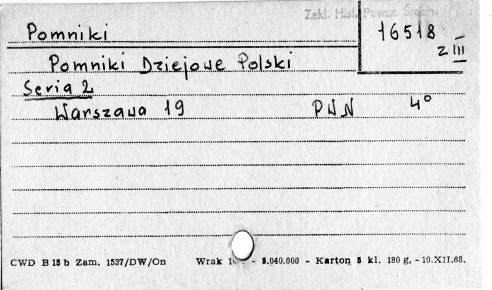 Zakł. Hist. Powsz. Średn.
Pomniki
16518
z III
Pomniki Dziejowe Polski
Seria 2
Warszawa 19 PWN 4°
CWD B 15 b Zam. 1537/DW/On Wrak - 5.040.000 - Karton 5 kl. 180 g. - 10.XII.68.